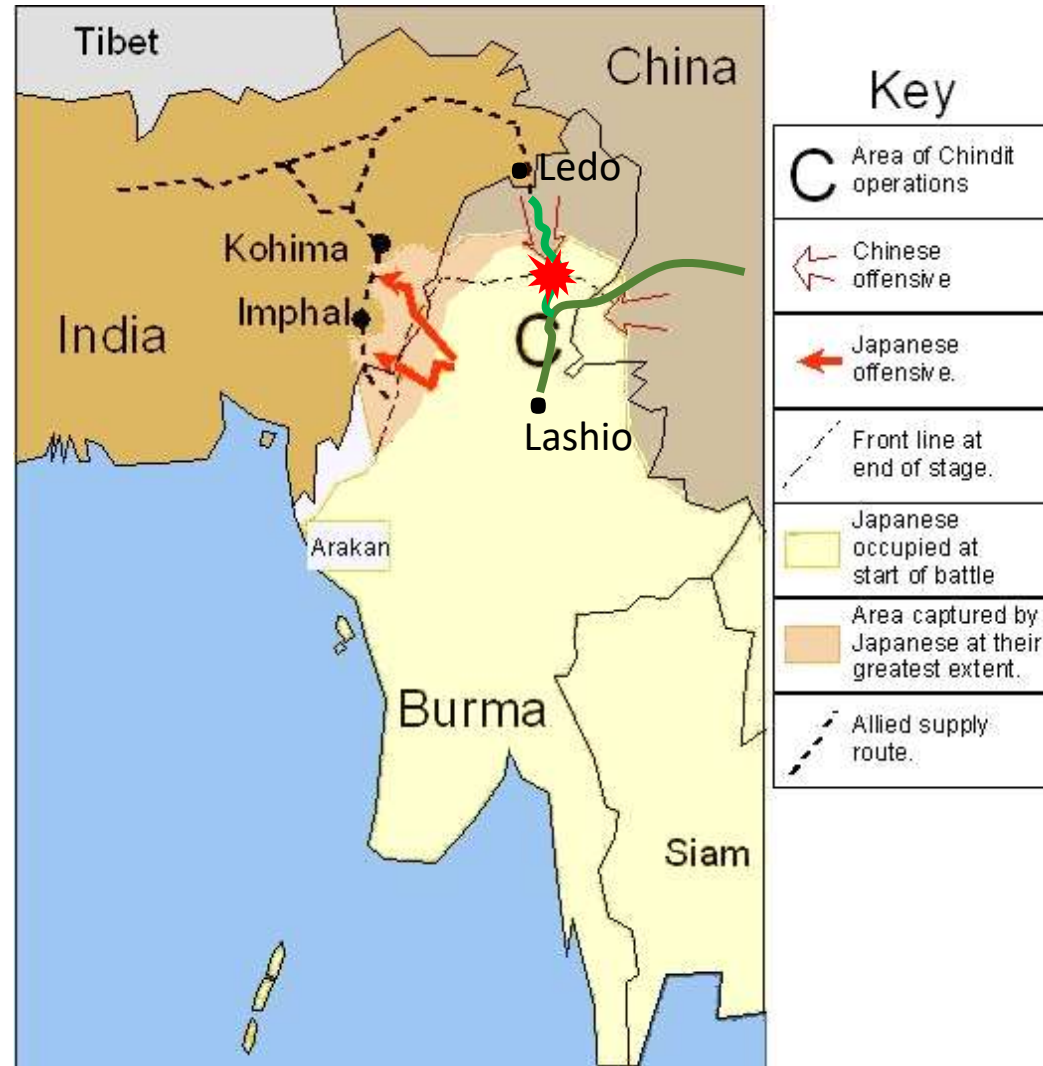 Tibet
China
Ledo
Kohima
Imphal
India
C
Lashio
Arakan
Burma
Siam
Key
C
Area of Chindit
operations
Chinese
offensive
Japanese
offensive.
Front line at
end of stage.
Japanese
occupied at
start of battle
Area captured by
Japanese at their
greatest extent.
Allied supply
route.